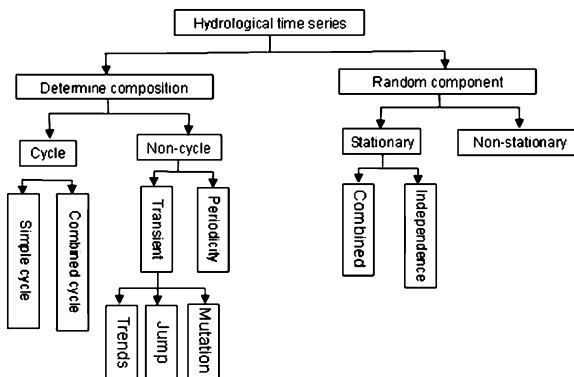 Hydrological time series
Determine composition
Random component
Cycle
Non-cycle
Stationary
Non-stationary
Simple cycle
Combined cycle
Transient
Periodicity
Combined
Independence
Trends
Jump
Mutation